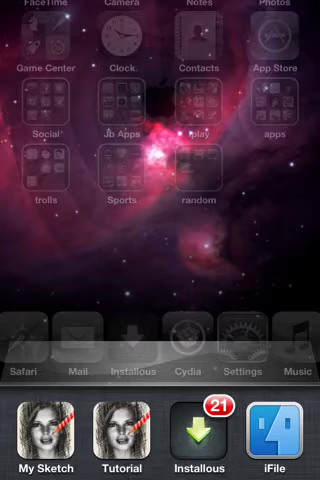 FaceTime Camera Notes Photos
Game Center Clock Contacts App Store
Social Jb Apps iplay apps
trolls Sports random
Safari Mail Installous Cydia Settings Music
21
My Sketch Tutorial Installous iFile